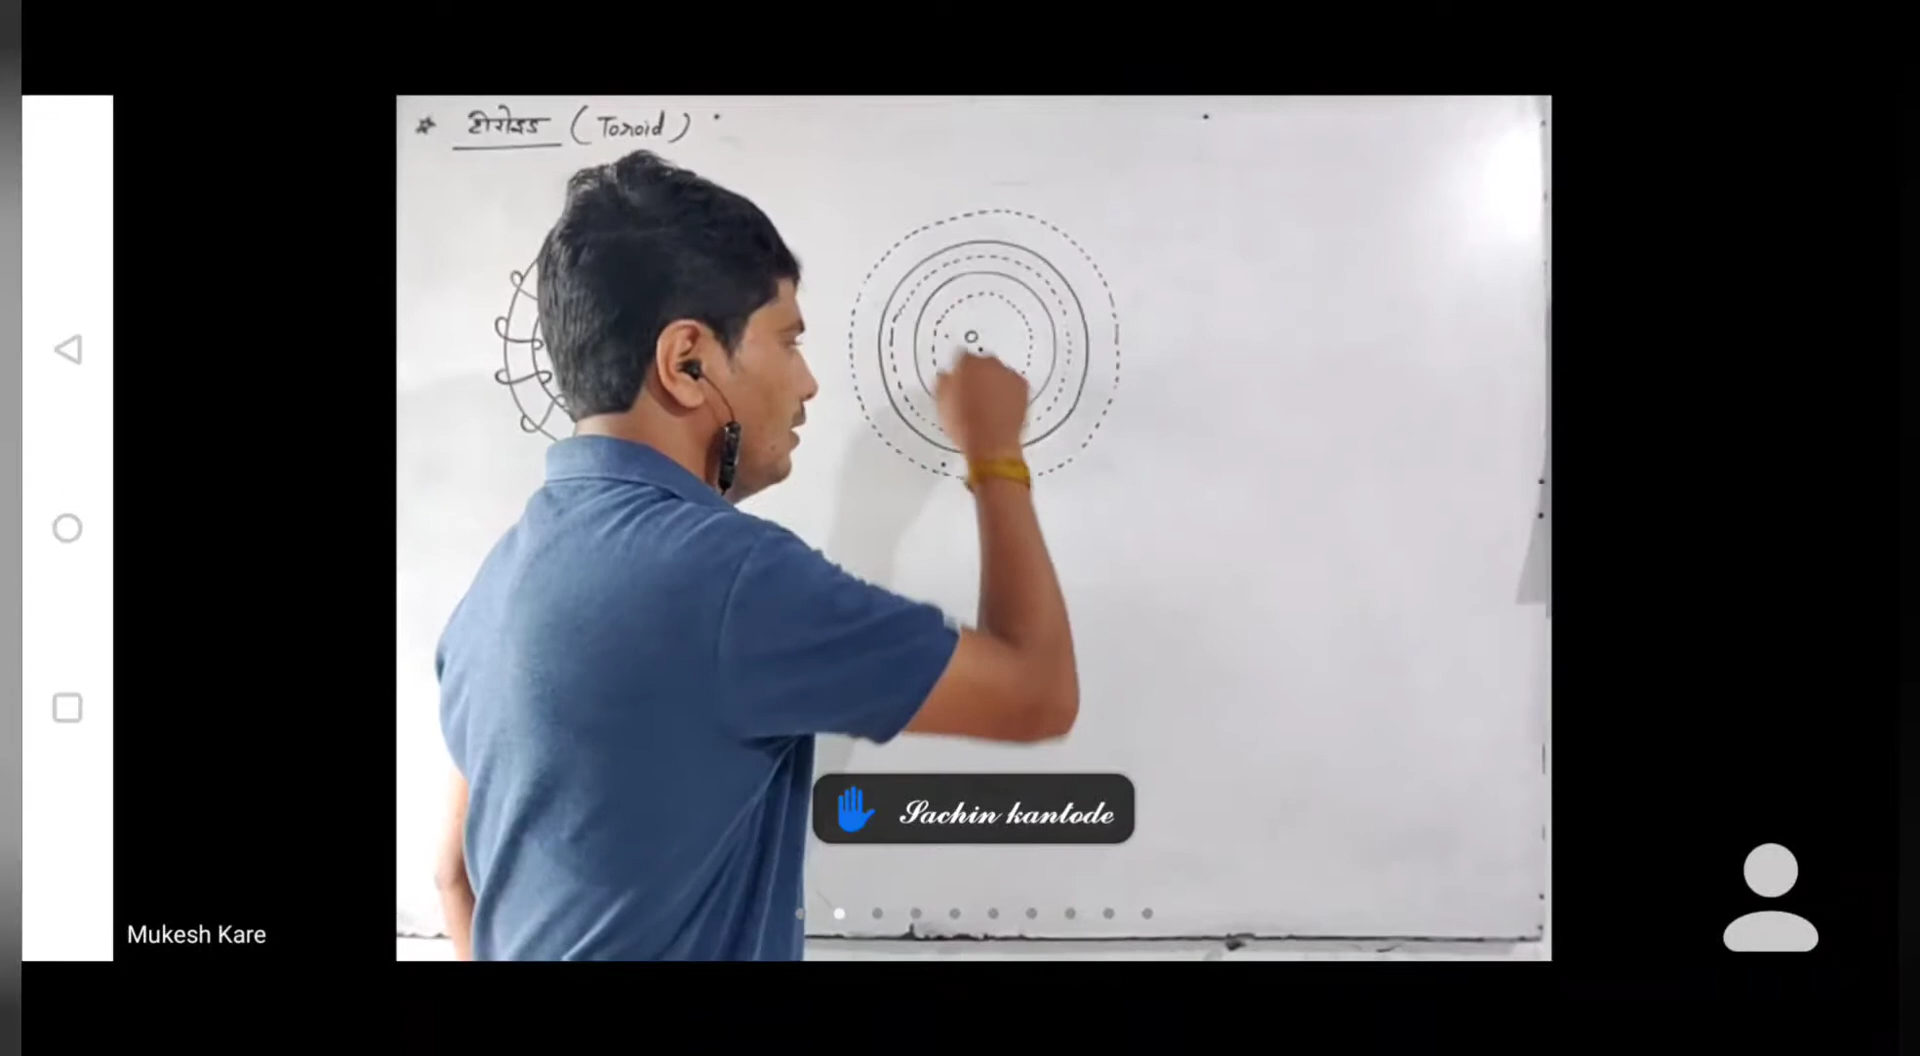 * टोरोइड (Toroid)
O
Sachin kantode
Mukesh Kare